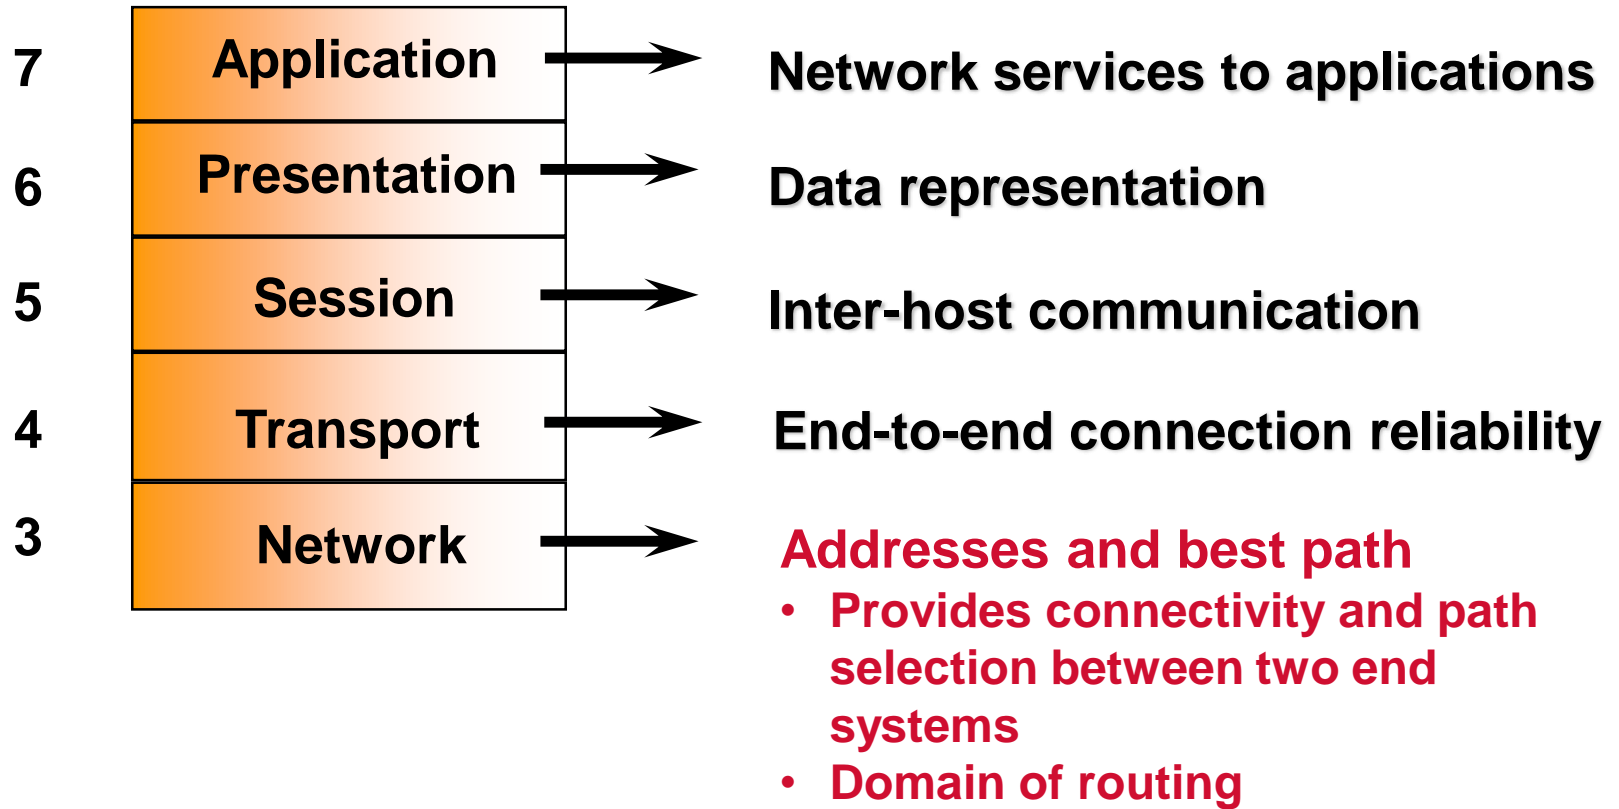 7 Application Network services to applications
6 Presentation Data representation
5 Session Inter-host communication
4 Transport End-to-end connection reliability
3 Network Addresses and best path
• Provides connectivity and path
selection between two end
systems
• Domain of routing